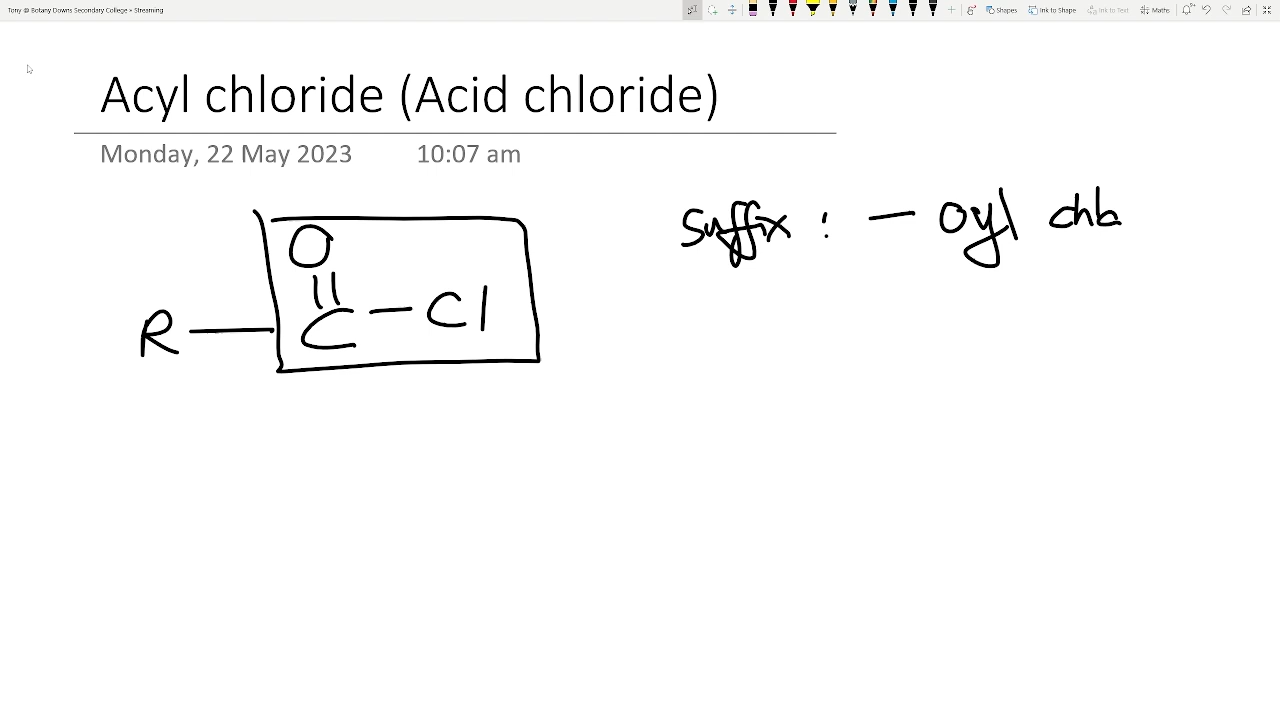 Tony @ Botany Downs Secondary College > Streaming
Shapes Ink to Shape Ink to Text Maths
Acyl chloride (Acid chloride)
Monday, 22 May 2023 10:07 am
suffix : — oyl
O
||
R — C — Cl